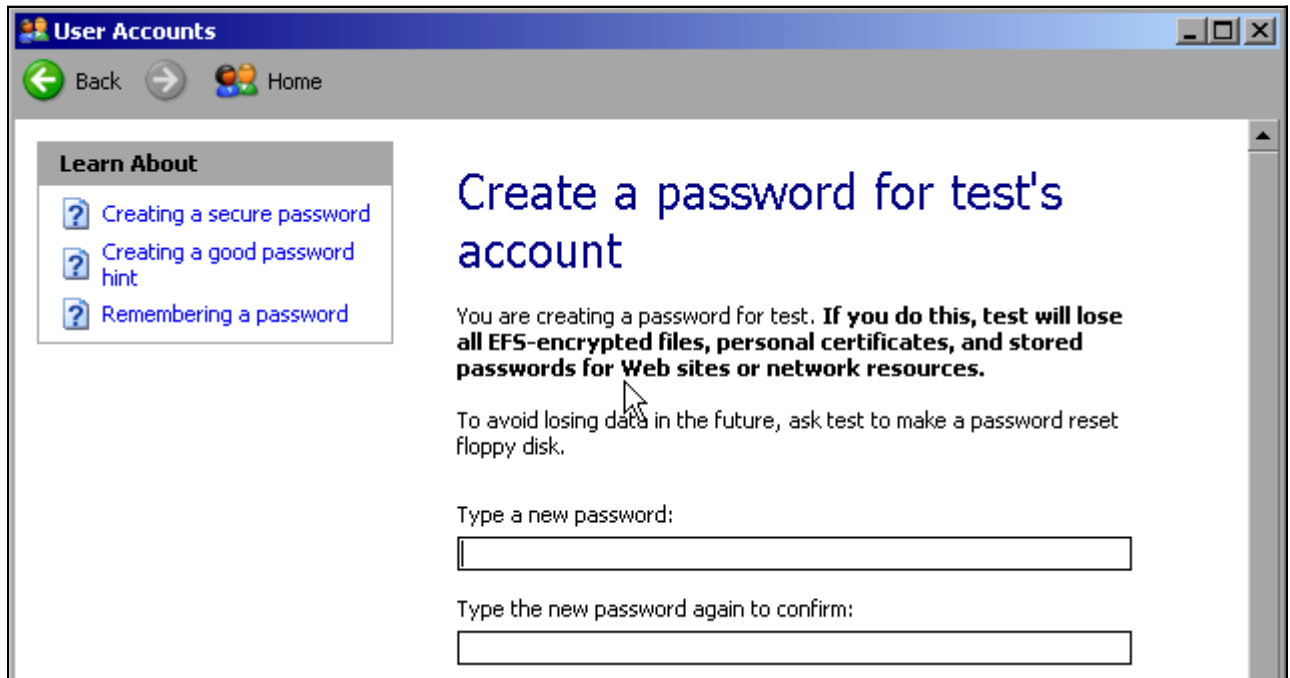 User Accounts
Back
Home
Learn About
Creating a secure password
Creating a good password
hint
Remembering a password
Create a password for test's
account
You are creating a password for test. If you do this, test will lose
all EFS-encrypted files, personal certificates, and stored
passwords for Web sites or network resources.
To avoid losing data in the future, ask test to make a password reset
floppy disk.
Type a new password:
Type the new password again to confirm: